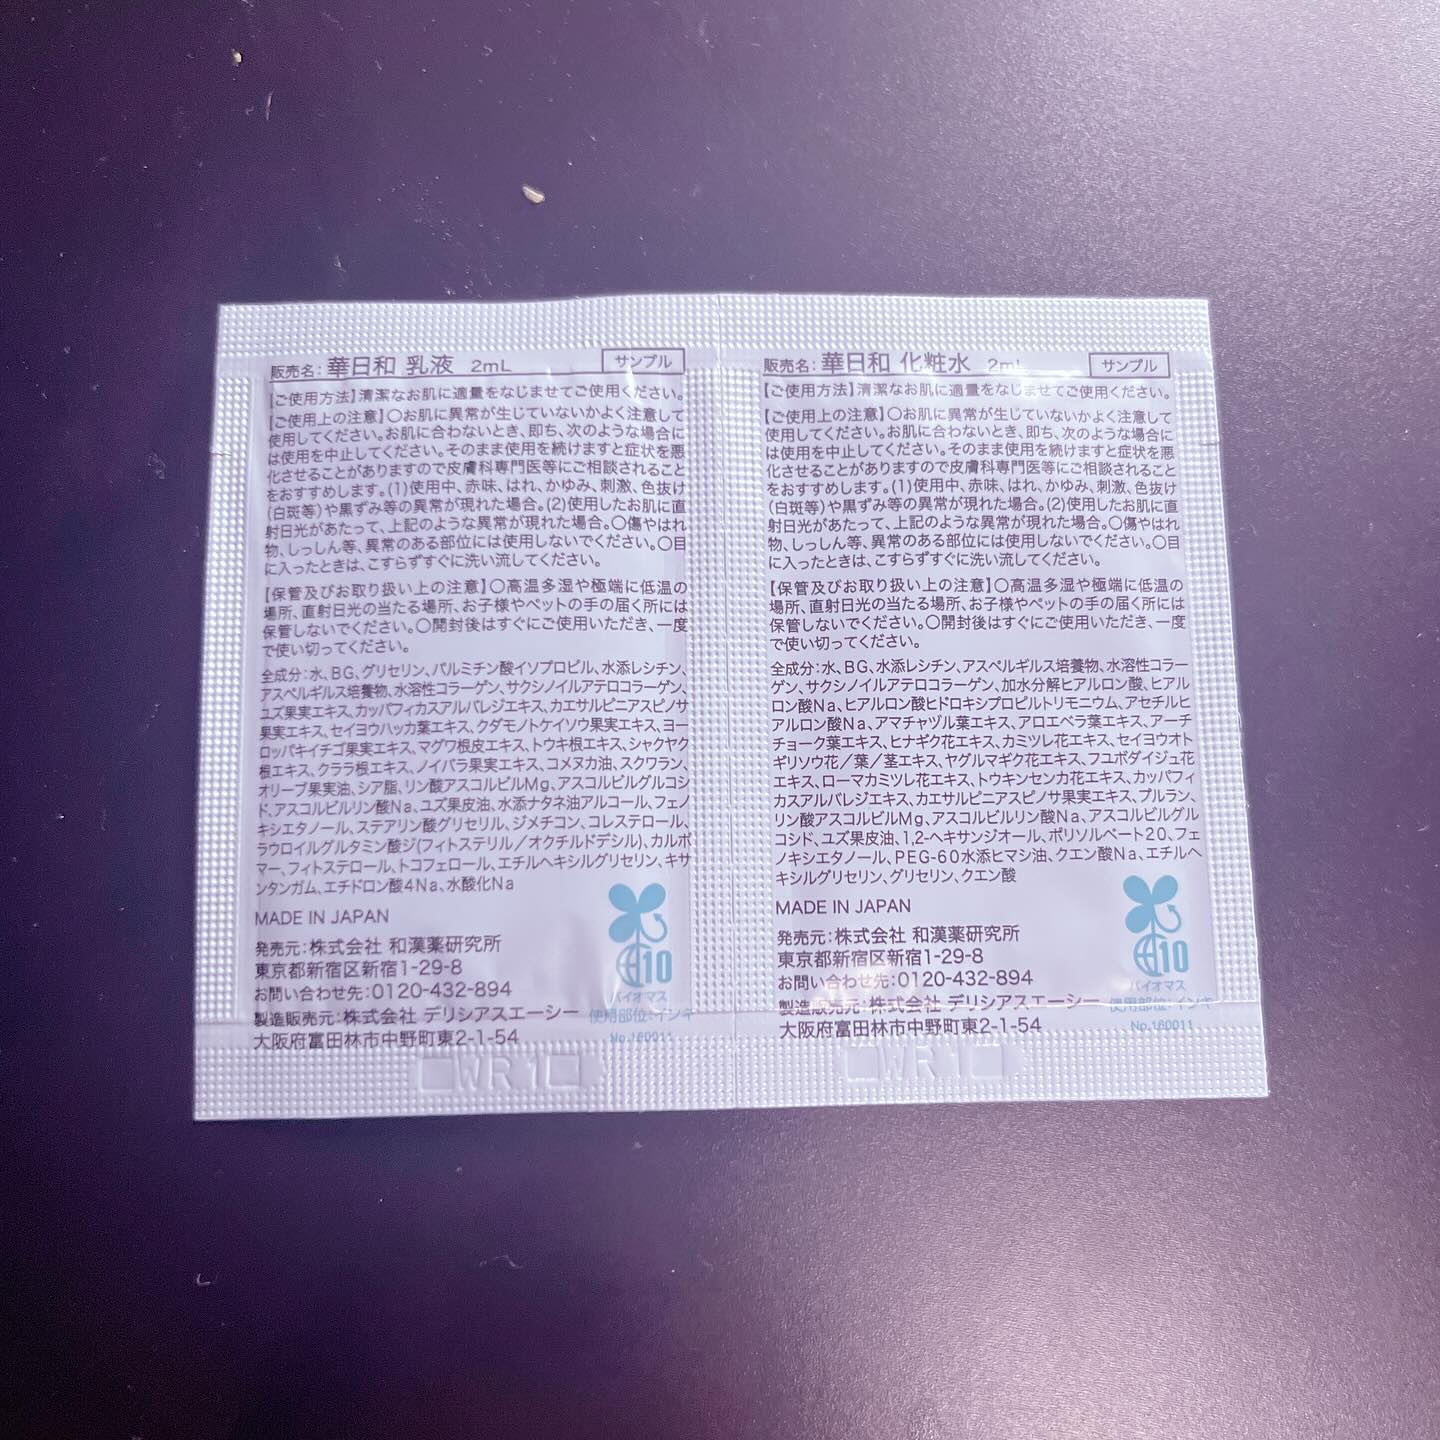 販売名：華日和 乳液 2mL サンプル
【ご使用方法】清潔なお肌に適量をなじませてご使用ください。
【ご使用上の注意】○お肌に異常が生じていないかよく注意して
使用してください。お肌に合わないとき、即ち、次のような場合に
は使用を中止してください。そのまま使用を続けますと症状を悪
化させることがありますので皮膚科専門医等にご相談されること
をおすすめします。(1)使用中、赤味、はれ、かゆみ、刺激、色抜け
(白斑等)や黒ずみ等の異常が現れた場合。(2)使用したお肌に直
射日光があたって、上記のような異常が現れた場合。○傷やはれ
物、しっしん等、異常のある部位には使用しないでください。○目
に入ったときは、こすらずすぐに洗い流してください。
【保管及びお取り扱い上の注意】○高温多湿や極端に低温の
場所、直射日光の当たる場所、お子様やペットの手の届く所には
保管しないでください。○開封後はすぐにご使用いただき、一度
で使い切ってください。
全成分：水、BG、グリセリン、パルミチン酸イソプロピル、水添レシチン、
アスペルギルス培養物、水溶性コラーゲン、サクシノイルアテロコラーゲン、
ユズ果実エキス、カッパフィカスアルバレジエキス、カエサルピニアスピノサ
果実エキス、セイヨウハッカ葉エキス、クダモノトケイソウ果実エキス、ヨー
ロッパキイチゴ果実エキス、マグワ根皮エキス、トウキ根エキス、シャクヤク
根エキス、クララ根エキス、ノイバラ果実エキス、コメヌカ油、スクワラン、
オリーブ果実油、シア脂、リン酸アスコルビルMg、アスコルビルグルコシ
ド、アスコルビルリン酸Na、ユズ果皮油、水添ナタネ油アルコール、フェノ
キシエタノール、ステアリン酸グリセリル、ジメチコン、コレステロール、
ラウロイルグルタミン酸ジ(フィトステリル／オクチルドデシル)、カルボ
マー、フィトステロール、トコフェロール、エチルヘキシルグリセリン、キサ
ンタンガム、エチドロン酸4Na、水酸化Na
MADE IN JAPAN
発売元：株式会社 和漢薬研究所
東京都新宿区新宿1-29-8
お問い合わせ先：0120-432-894
製造販売元：株式会社 デリシアスエーシー
大阪府富田林市中野町東2-1-54
10
バイオマス
使用部位：インキ
No.160011
WR1
販売名：華日和 化粧水 2mL サンプル
【ご使用方法】清潔なお肌に適量をなじませてご使用ください。
【ご使用上の注意】○お肌に異常が生じていないかよく注意して
使用してください。お肌に合わないとき、即ち、次のような場合に
は使用を中止してください。そのまま使用を続けますと症状を悪
化させることがありますので皮膚科専門医等にご相談されること
をおすすめします。(1)使用中、赤味、はれ、かゆみ、刺激、色抜け
(白斑等)や黒ずみ等の異常が現れた場合。(2)使用したお肌に直
射日光があたって、上記のような異常が現れた場合。○傷やはれ
物、しっしん等、異常のある部位には使用しないでください。○目
に入ったときは、こすらずすぐに洗い流してください。
【保管及びお取り扱い上の注意】○高温多湿や極端に低温の
場所、直射日光の当たる場所、お子様やペットの手の届く所には
保管しないでください。○開封後はすぐにご使用いただき、一度
で使い切ってください。
全成分：水、BG、水添レシチン、アスペルギルス培養物、水溶性コラー
ゲン、サクシノイルアテロコラーゲン、加水分解ヒアルロン酸、ヒアル
ロン酸Na、ヒアルロン酸ヒドロキシプロピルトリモニウム、アセチルヒ
アルロン酸Na、アマチャヅル葉エキス、アロエベラ葉エキス、アーチ
チョーク葉エキス、ヒナギク花エキス、カミツレ花エキス、セイヨウオト
ギリソウ花／葉／茎エキス、ヤグルマギク花エキス、フユボダイジュ花
エキス、ローマカミツレ花エキス、トウキンセンカ花エキス、カッパフィ
カスアルバレジエキス、カエサルピニアスピノサ果実エキス、プルラン、
リン酸アスコルビルMg、アスコルビルリン酸Na、アスコルビルグル
コシド、ユズ果皮油、1,2-ヘキサンジオール、ポリソルベート20、フェ
ノキシエタノール、PEG-60水添ヒマシ油、クエン酸Na、エチルヘ
キシルグリセリン、グリセリン、クエン酸
MADE IN JAPAN
発売元：株式会社 和漢薬研究所
東京都新宿区新宿1-29-8
お問い合わせ先：0120-432-894
製造販売元：株式会社 デリシアスエーシー
大阪府富田林市中野町東2-1-54
10
バイオマス
使用部位：インキ
No.160011
WR1